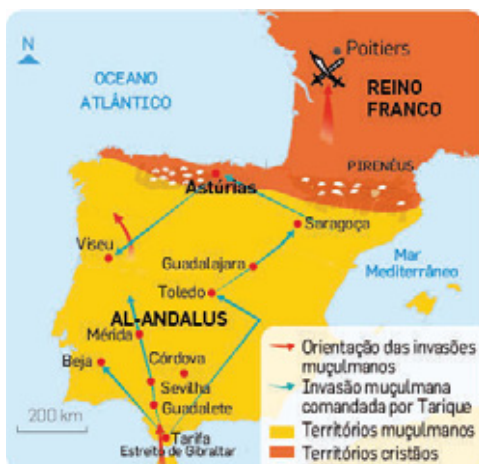 N
OCEANO
ATLÂNTICO
Poitiers
REINO
FRANCO
PIRENÉUS
Astúrias
Saragoça
Viseu
Guadalajara
Mar
Mediterrâneo
Toledo
AL-ANDALUS
Mérida
Beja
Córdova
Sevilha
Guadalete
200 km
Tarifa
Estreito de Gibraltar
Orientação das invasões
muçulmanos
Invasão muçulmana
comandada por Tarique
Territórios muçulmanos
Territórios cristãos